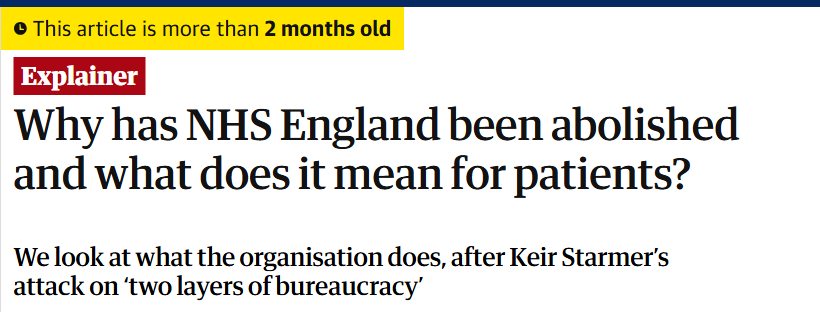 This article is more than 2 months old
Explainer
Why has NHS England been abolished
and what does it mean for patients?
We look at what the organisation does, after Keir Starmer’s
attack on ‘two layers of bureaucracy’